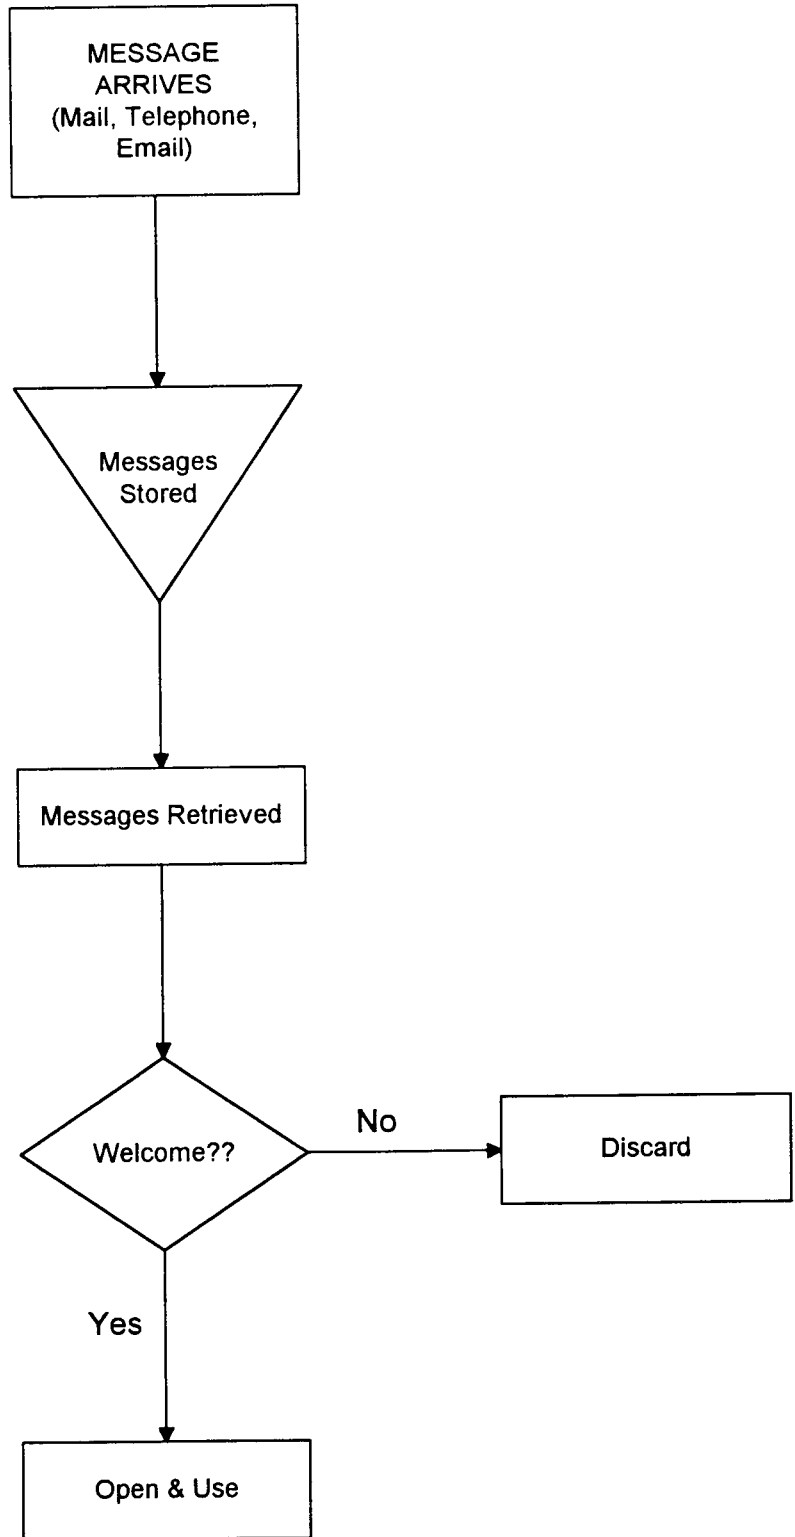 MESSAGE
ARRIVES
(Mail, Telephone,
Email)
Messages
Stored
Messages Retrieved
Welcome??
No
Discard
Yes
Open & Use